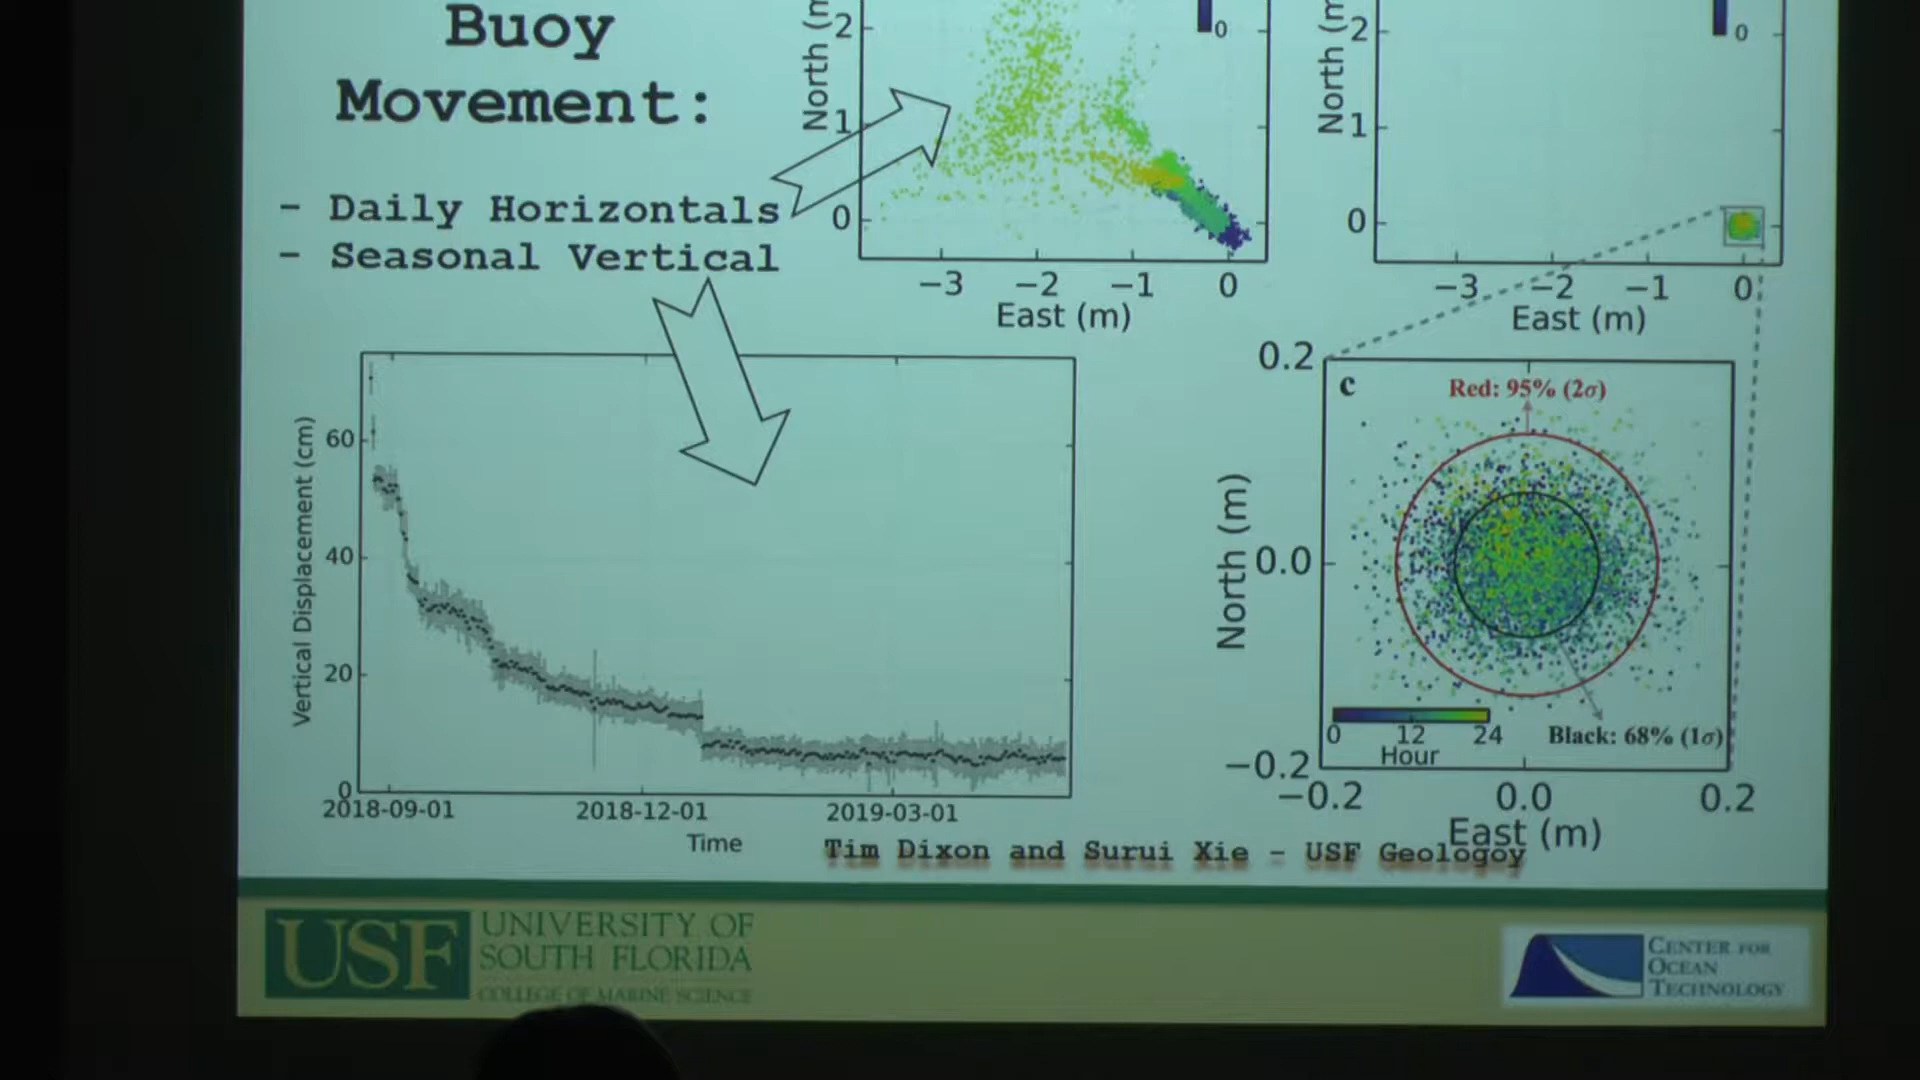 Buoy
Movement:
- Daily Horizontals
- Seasonal Vertical
North (m
2
1
0
0
−3 −2 −1 0
East (m)
North (m
2
1
0
0
−3 −2 −1 0
East (m)
Vertical Displacement (cm)
60
40
20
0
2018-09-01 2018-12-01 2019-03-01
Time
0.2
0.0
−0.2
North (m)
c
Red: 95% (2σ)
Black: 68% (1σ)
0 12 24
Hour
−0.2 0.0 0.2
East (m)
Tim Dixon and Surui Xie - USF Geologoy
USF
UNIVERSITY OF
SOUTH FLORIDA
COLLEGE OF MARINE SCIENCE
CENTER FOR
OCEAN
TECHNOLOGY